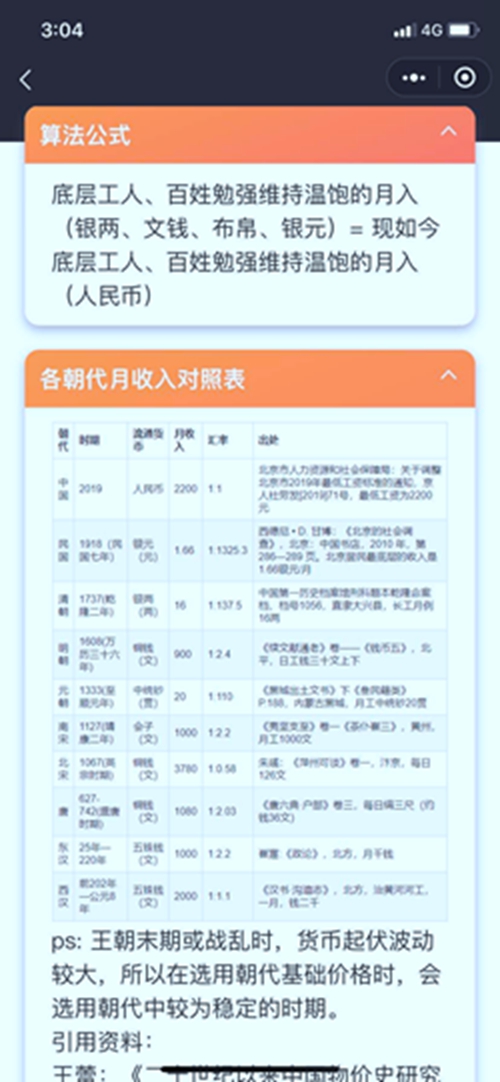 3:04
4G
算法公式
底层工人、百姓勉强维持温饱的月入
（银两、文钱、布帛、银元）= 现如今
底层工人、百姓勉强维持温饱的月入
（人民币）
各朝代月收入对照表
朝代 时期 流通货币 月收入 汇率 出处
中国 2019 人民币 2200 1:1 北京市人力资源和社会保障局：关于调整
北京市2019年最低工资标准的通知，京
人社劳发[2019]71号，最低工资为2200
元
民国 1918（民国七年） 银元（元） 1.66 1:1325.3 西德尼·D. 甘博：《北京的社会调
查》，北京：中国书店，2010 年，第
286—289 页。北京居民最底层的收入是
1.66银元/月
清朝 1737(乾隆二年) 银两（两） 16 1:137.5 中国第一历史档案馆刑科题本乾隆会案
档，档号1056，直隶大兴县，长工月例
16两
明朝 1608(万历三十六年) 铜钱（文） 900 1:2.4 《续文献通考》卷——《钱币五》，北
平，日工钱三十文上下
元朝 1333(至顺元年) 中统钞（贯） 20 1:110 《黑城出土文书》下《卷民籍类》
P.188，内蒙古黑城，月工中统钞20贯
南宋 1127(靖康二年) 会子（文） 1000 1:2.2 《夷坚支至》卷一《茶仆崔三》，黄州，
月工1000文
北宋 1067(英宗时期) 铜钱（文） 3780 1:0.58 朱彧：《萍州可谈》卷一，汴京，每日
126文
唐 627-742(盛唐时期) 铜钱（文） 1080 1:2.03 《唐六典·户部》卷三，每日绢三尺（约
钱36文）
东汉 25年—220年 五铢钱（文） 1000 1:2.2 崔寔:《政论》，北方，月千钱
西汉 前202年—公元8年 五铢钱（文） 2000 1:1.1 《汉书·沟洫志》，北方，治黄河河工，
一月，钱二千
ps: 王朝末期或战乱时，货币起伏波动
较大，所以在选用朝代基础价格时，会
选用朝代中较为稳定的时期。
引用资料：
王蕾：《二十世纪以来中国物价史研究